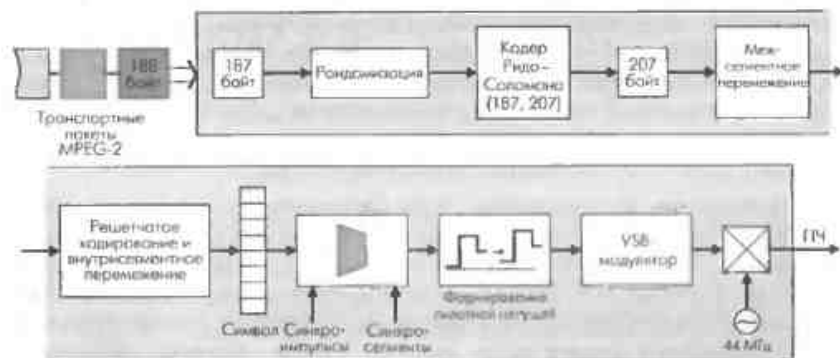 188
байт
Транспортные
пакеты
MPEG-2
187
байт
Рандомизация
Кодер
Рида-
Соломана
(187, 207)
207
байт
Меж-
сегментное
перемежение
Решетчатое
кодирование и
внутрисегментное
перемежение
Символ
Синхро-
импульсы
Синхро-
сегменты
Формирование
пилотной несущей
VSB-
модулятор
ПЧ
44 МГц